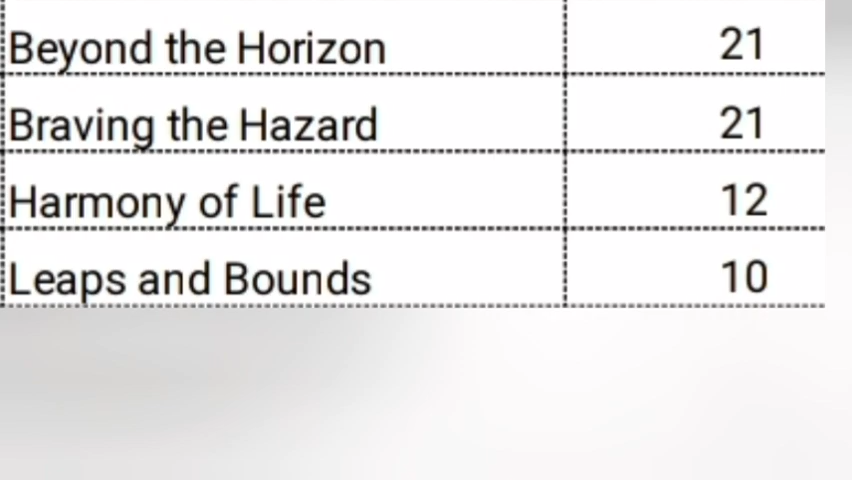 Beyond the Horizon 21
Braving the Hazard 21
Harmony of Life 12
Leaps and Bounds 10